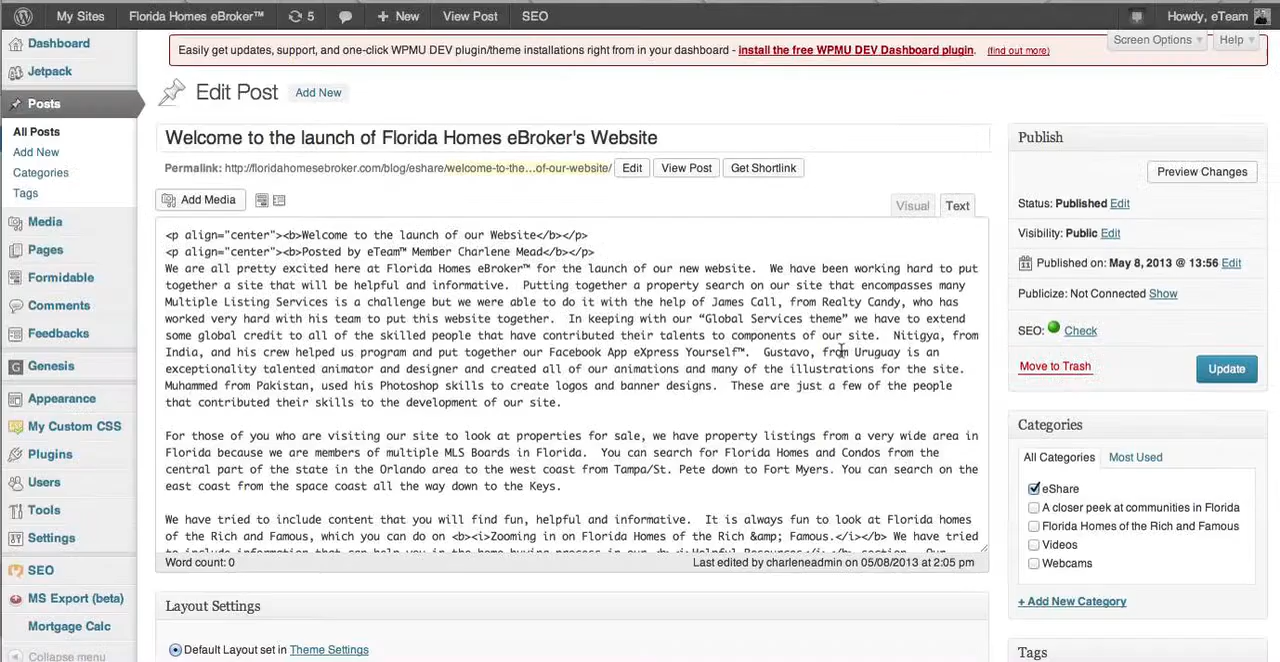 My Sites Florida Homes eBroker™ 5 + New View Post SEO Howdy, eTeam
Screen Options Help
Easily get updates, support, and one-click WPMU DEV plugin/theme installations right from in your dashboard - install the free WPMU DEV Dashboard plugin. (find out more)
Dashboard
Jetpack
Posts
All Posts
Add New
Categories
Tags
Media
Pages
Formidable
Comments
Feedbacks
Genesis
Appearance
My Custom CSS
Plugins
Users
Tools
Settings
SEO
MS Export (beta)
Mortgage Calc
Collapse menu
Edit Post Add New
Welcome to the launch of Florida Homes eBroker's Website
Permalink: http://floridahomesebroker.com/blog/eshare/welcome-to-the…of-our-website/ Edit View Post Get Shortlink
Add Media
Visual Text
<p align="center"><b>Welcome to the launch of our Website</b></p>
<p align="center"><b>Posted by eTeam™ Member Charlene Mead</b></p>
We are all pretty excited here at Florida Homes eBroker™ for the launch of our new website.  We have been working hard to put
together a site that will be helpful and informative.  Putting together a property search on our site that encompasses many
Multiple Listing Services is a challenge but we were able to do it with the help of James Call, from Realty Candy, who has
worked very hard with his team to put this website together.  In keeping with our “Global Services theme” we have to extend
some global credit to all of the skilled people that have contributed their talents to components of our site.  Nitigya, from
India, and his crew helped us program and put together our Facebook App eXpress Yourself™.  Gustavo, from Uruguay is an
exceptionality talented animator and designer and created all of our animations and many of the illustrations for the site.
Muhammed from Pakistan, used his Photoshop skills to create logos and banner designs.  These are just a few of the people
that contributed their skills to the development of our site.
For those of you who are visiting our site to look at properties for sale, we have property listings from a very wide area in
Florida because we are members of multiple MLS Boards in Florida.  You can search for Florida Homes and Condos from the
central part of the state in the Orlando area to the west coast from Tampa/St. Pete down to Fort Myers. You can search on the
east coast from the space coast all the way down to the Keys.
We have tried to include content that you will find fun, helpful and informative.  It is always fun to look at Florida homes
of the Rich and Famous, which you can do on <b><i>Zooming in on Florida Homes of the Rich &amp; Famous.</i></b> We have tried
to include information that can help you in the home buying process in our <b><i>Helpful Resources</i></b> section.  Our
Word count: 0 Last edited by charleneadmin on 05/08/2013 at 2:05 pm
Layout Settings
Default Layout set in Theme Settings
Publish
Preview Changes
Status: Published Edit
Visibility: Public Edit
Published on: May 8, 2013 @ 13:56 Edit
Publicize: Not Connected Show
SEO: Check
Move to Trash Update
Categories
All Categories Most Used
eShare
A closer peek at communities in Florida
Florida Homes of the Rich and Famous
Videos
Webcams
+ Add New Category
Tags